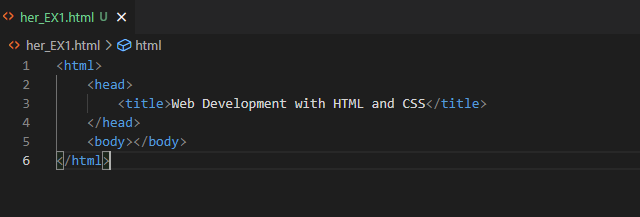 her_EX1.html U
her_EX1.html > html
1 <html>
2     <head>
3         <title>Web Development with HTML and CSS</title>
4     </head>
5     <body></body>
6 </html>